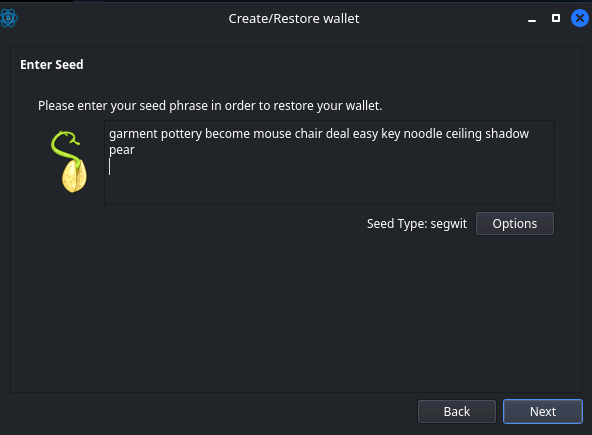 Create/Restore wallet
Enter Seed
Please enter your seed phrase in order to restore your wallet.
garment pottery become mouse chair deal easy key noodle ceiling shadow
pear
Seed Type: segwit
Options
Back
Next